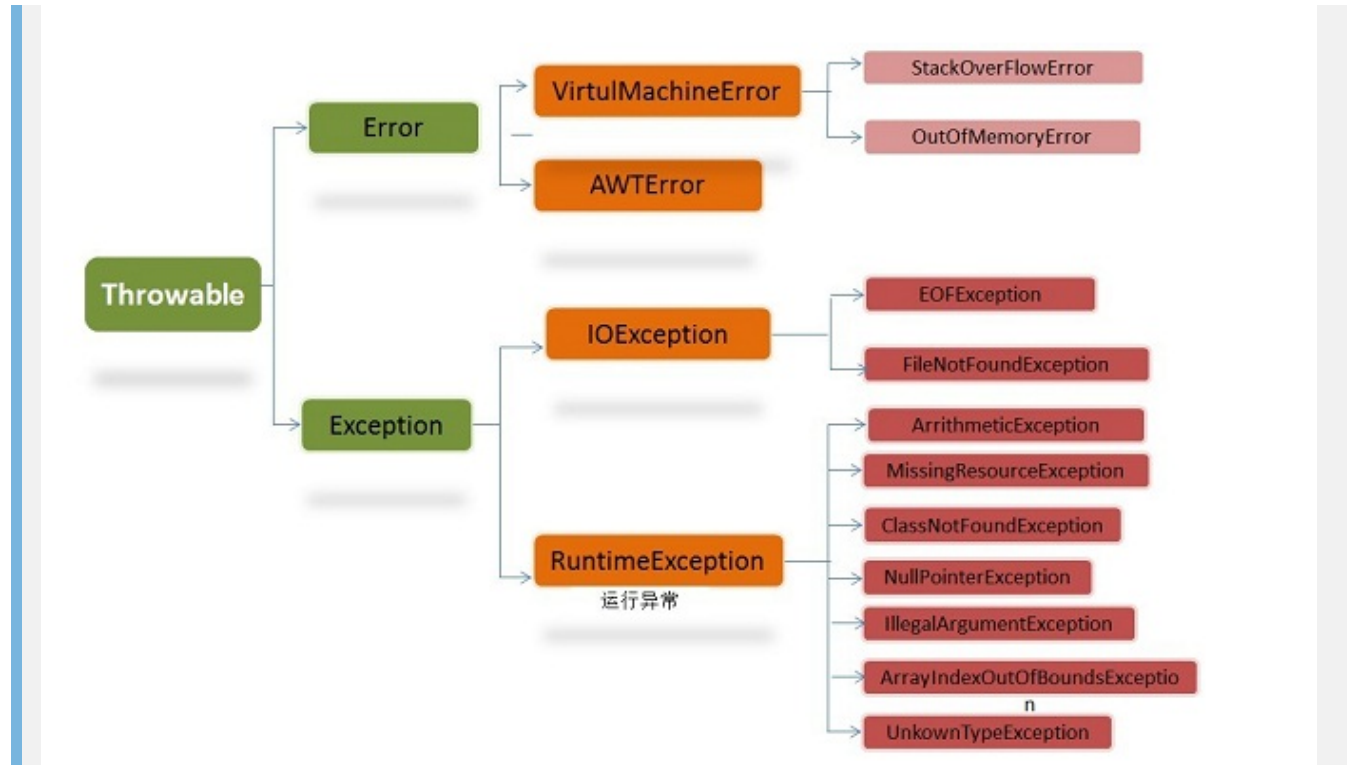 StackOverFlowError
VirtulMachineError
Error
OutOfMemoryError
AWTError
Throwable
EOFException
IOException
FileNotFoundException
Exception
ArrithmeticException
MissingResourceException
ClassNotFoundException
RuntimeException
NullPointerException
运行异常
IllegalArgumentException
ArrayIndexOutOfBoundsExceptio
n
UnkownTypeException